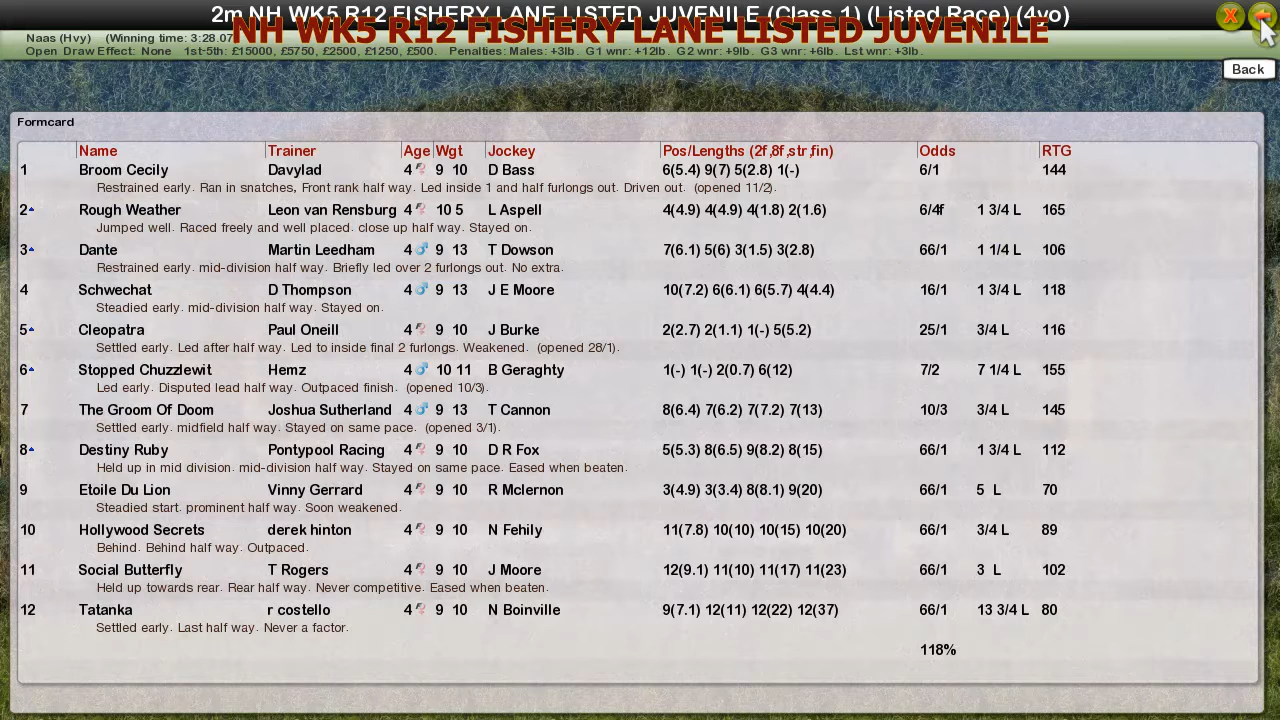 2m NH WK5 R12 FISHERY LANE LISTED JUVENILE (Class 1) (Listed Race) (4yo)
NH WK5 R12 FISHERY LANE LISTED JUVENILE
Naas (Hvy) (Winning time: 3:28.07
Open Draw Effect: None 1st-5th: £15000, £5750, £2500, £1250, £500. Penalties: Males: +3lb. G1 wnr: +12lb. G2 wnr: +9lb. G3 wnr: +6lb. Lst wnr: +3lb.
X
Back
Formcard
Name Trainer Age Wgt Jockey Pos/Lengths (2f,8f,str,fin) Odds RTG
1 Broom Cecily Davylad 4 9 10 D Bass 6(5.4) 9(7) 5(2.8) 1(-) 6/1 144
Restrained early. Ran in snatches, Front rank half way. Led inside 1 and half furlongs out. Driven out. (opened 11/2).
2 Rough Weather Leon van Rensburg 4 10 5 L Aspell 4(4.9) 4(4.9) 4(1.8) 2(1.6) 6/4f 1 3/4 L 165
Jumped well. Raced freely and well placed. close up half way. Stayed on.
3 Dante Martin Leedham 4 9 13 T Dowson 7(6.1) 5(6) 3(1.5) 3(2.8) 66/1 1 1/4 L 106
Restrained early. mid-division half way. Briefly led over 2 furlongs out. No extra.
4 Schwechat D Thompson 4 9 13 J E Moore 10(7.2) 6(6.1) 6(5.7) 4(4.4) 16/1 1 3/4 L 118
Steadied early. mid-division half way. Stayed on.
5 Cleopatra Paul Oneill 4 9 10 J Burke 2(2.7) 2(1.1) 1(-) 5(5.2) 25/1 3/4 L 116
Settled early. Led after half way. Led to inside final 2 furlongs. Weakened. (opened 28/1).
6 Stopped Chuzzlewit Hemz 4 10 11 B Geraghty 1(-) 1(-) 2(0.7) 6(12) 7/2 7 1/4 L 155
Led early. Disputed lead half way. Outpaced finish. (opened 10/3).
7 The Groom Of Doom Joshua Sutherland 4 9 13 T Cannon 8(6.4) 7(6.2) 7(7.2) 7(13) 10/3 3/4 L 145
Settled early. midfield half way. Stayed on same pace. (opened 3/1).
8 Destiny Ruby Pontypool Racing 4 9 10 D R Fox 5(5.3) 8(6.5) 9(8.2) 8(15) 66/1 1 3/4 L 112
Held up in mid division. mid-division half way. Stayed on same pace. Eased when beaten.
9 Etoile Du Lion Vinny Gerrard 4 9 10 R Mclernon 3(4.9) 3(3.4) 8(8.1) 9(20) 66/1 5 L 70
Steadied start. prominent half way. Soon weakened.
10 Hollywood Secrets derek hinton 4 9 10 N Fehily 11(7.8) 10(10) 10(15) 10(20) 66/1 3/4 L 89
Behind. Behind half way. Outpaced.
11 Social Butterfly T Rogers 4 9 10 J Moore 12(9.1) 11(10) 11(17) 11(23) 66/1 3 L 102
Held up towards rear. Rear half way. Never competitive. Eased when beaten.
12 Tatanka r costello 4 9 10 N Boinville 9(7.1) 12(11) 12(22) 12(37) 66/1 13 3/4 L 80
Settled early. Last half way. Never a factor.
118%